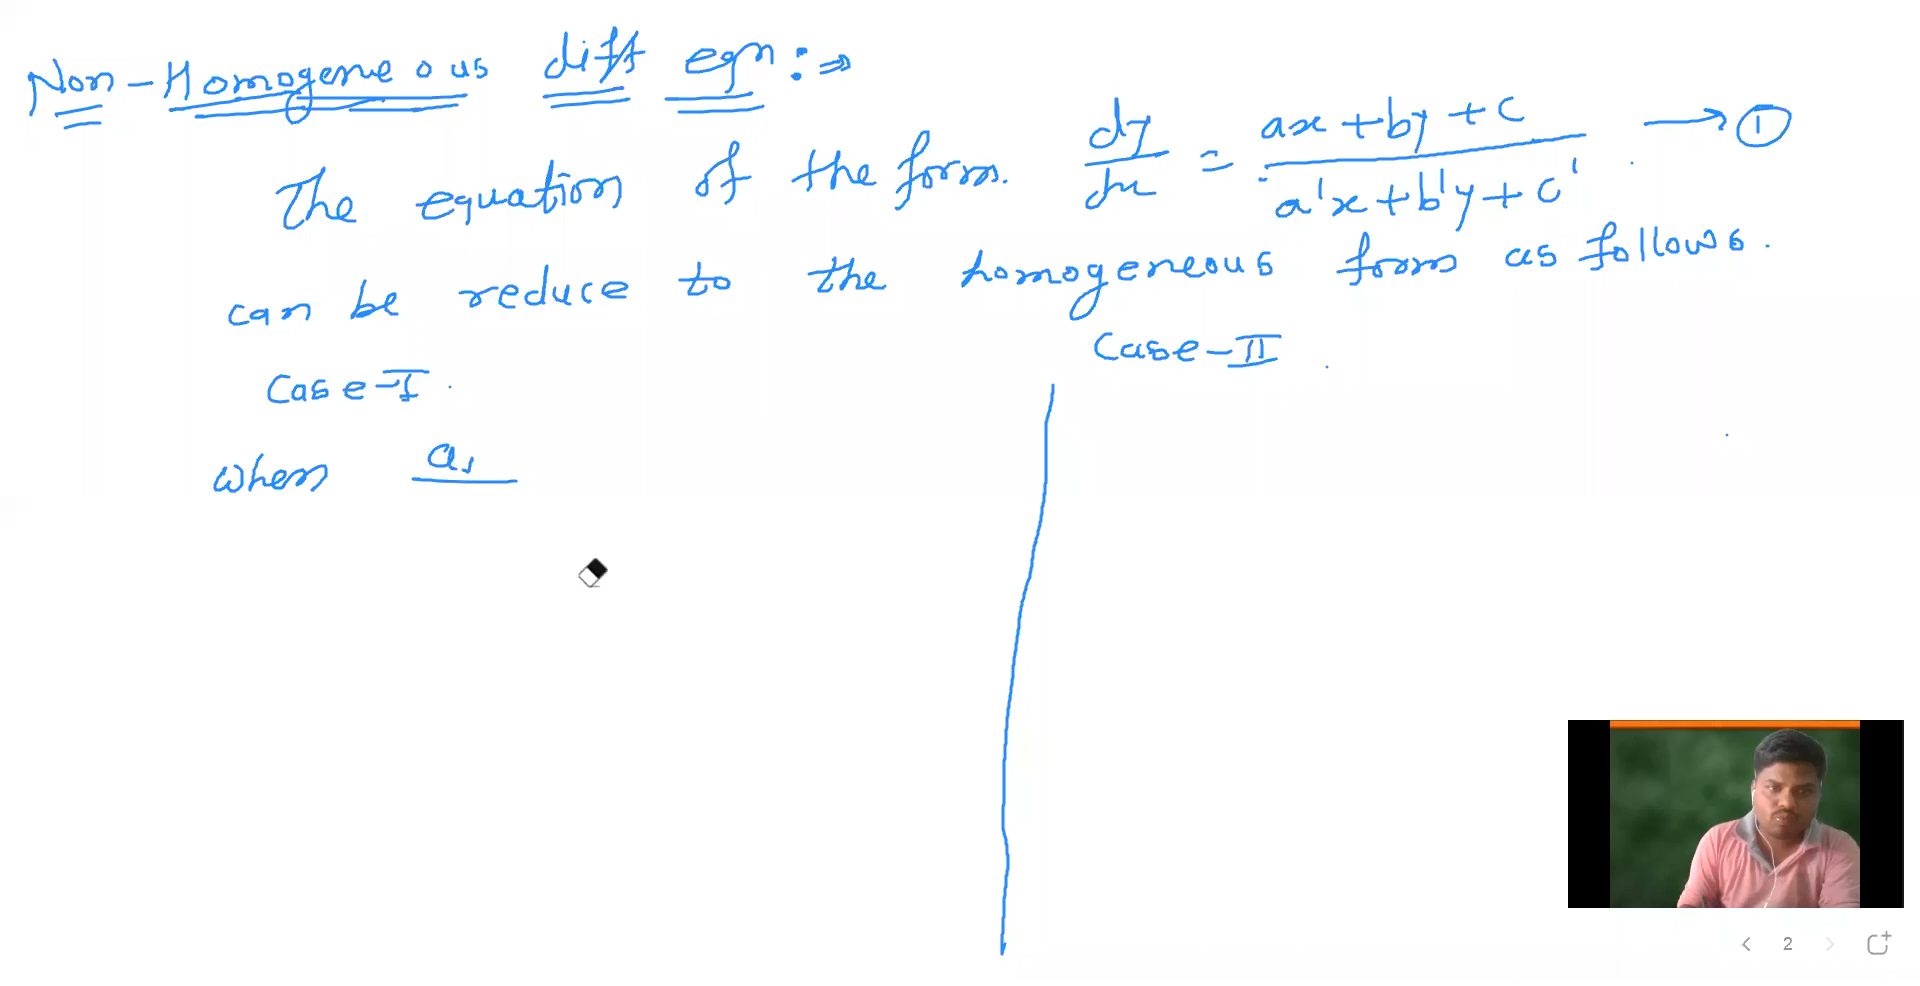 Non-Homogeneous diff eqn :⇒
The equation of the form. dy/dx = (ax+by+c)/(a'x+b'y+c') → ①
can be reduce to the homogeneous form as follows.
Case-I.
Case-II
when a₁
2